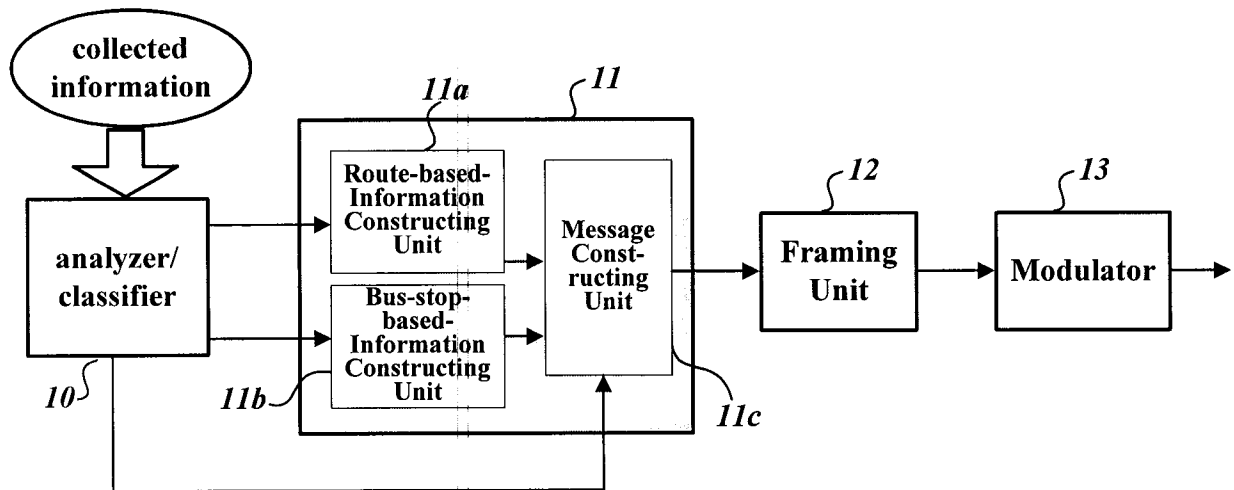 collected
information
11
11a
Route-based-
Information
Constructing
Unit
12
13
analyzer/
classifier
Message
Const-
ructing
Unit
Framing
Unit
Modulator
Bus-stop-
based-
Information
Constructing
Unit
10
11b
11c